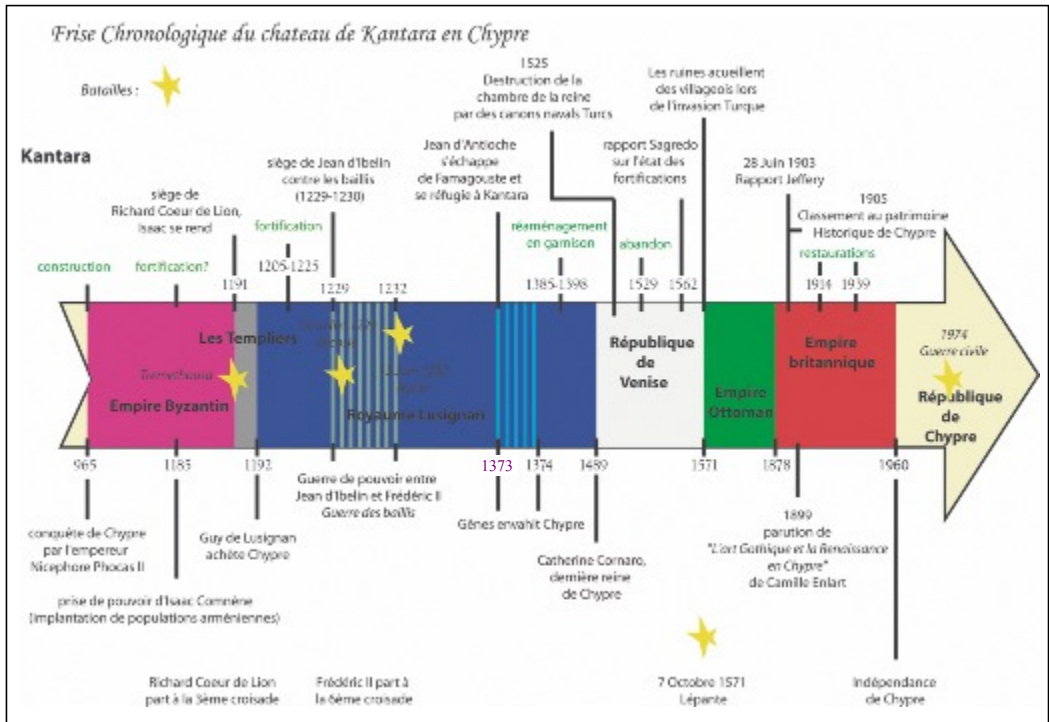 Frise Chronologique du chateau de Kantara en Chypre
Batailles :
Kantara
construction
fortification?
siège de
Richard Coeur de Lion,
Isaac se rend
1191
fortification
1205-1225
siège de Jean d'Ibelin
contre les baillis
(1229-1230)
1229
1232
Jean d'Antioche
s'échappe
de Famagouste et
se réfugie à Kantara
1525
Destruction de la
chambre de la reine
par des canons navals Turcs
réaménagement
en garnison
1385-1398
abandon
1529
rapport Sagredo
sur l'état des
fortifications
1562
Les ruines acueillent
des villageois lors
de l'invasion Turque
28 Juin 1903
Rapport Jeffery
1905
Classement au patrimoine
Historique de Chypre
restaurations
1914
1939
Les Templiers
Empire Byzantin
Royaume Lusignan
République
de
Venise
Empire
Ottoman
Empire
britannique
1974
Guerre civile
République
de
Chypre
965
1185
1192
1373
1374
1489
1571
1878
1960
conquête de Chypre
par l'empereur
Nicephore Phocas II
prise de pouvoir d'Isaac Comnène
(implantation de populations arméniennes)
Guy de Lusignan
achète Chypre
Guerre de pouvoir entre
Jean d'Ibelin et Frédéric II
Guerre des baillis
Gênes envahit Chypre
Catherine Cornaro,
dernière reine
de Chypre
1899
parution de
"L'art Gothique et la Renaissance
en Chypre"
de Camille Enlart
Richard Coeur de Lion
part à la 3ème croisade
Frédéric II part à
la 6ème croisade
7 Octobre 1571
Lépante
Indépendance
de Chypre